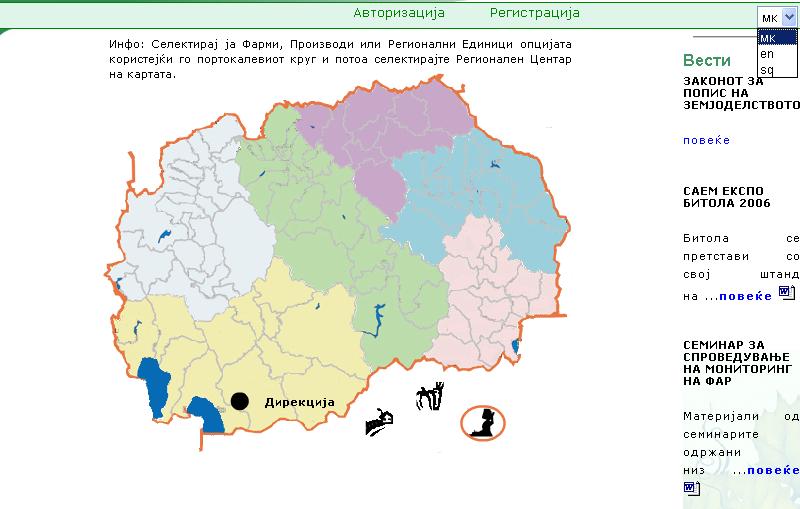 Авторизација Регистрација
мк
мк
en
sq
Инфо: Селектирај ја Фарми, Производи или Регионални Единици опцијата
користејќи го портокалевиот круг и потоа селектирајте Регионален Центар
на картата.
Дирекција
Вести
ЗАКОНОТ ЗА
ПОПИС НА
ЗЕМЈОДЕЛСТВОТО
повеќе
САЕМ ЕКСПО
БИТОЛА 2006
Битола се
претстави со
свој штанд
на ...повеќе
СЕМИНАР ЗА
СПРОВЕДУВАЊЕ
НА МОНИТОРИНГ
НА ФАР
Материјали од
семинарите
одржани
низ ...повеќе